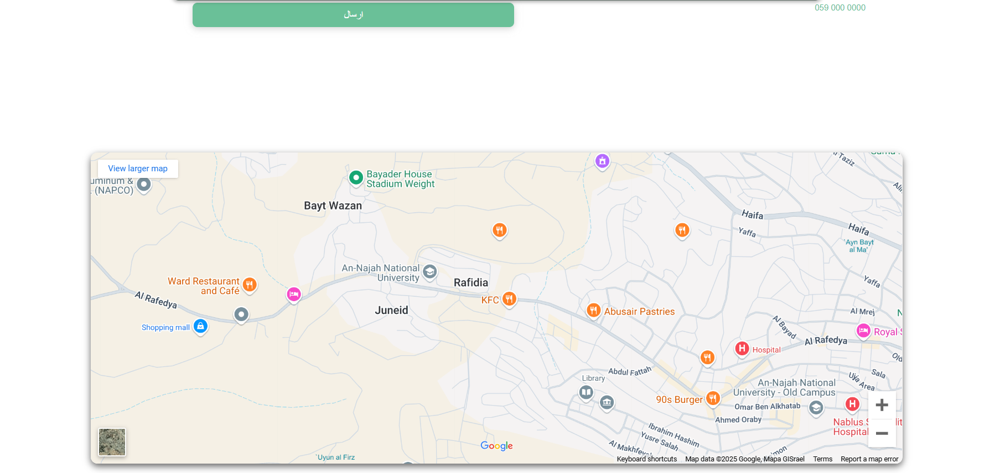 ارسال
059 000 0000
View larger map
uminum &
(NAPCO)
Bayader House
Stadium Weight
Al Taziz
Bayt Wazan
Haifa
Haifa
Yaffa
'Ayn Bayt
al Ma'
An-Najah National
University
Rafidia
Ward Restaurant
and Café
Al Rafedya
KFC
Juneid
Yaffa
Abusair Pastries
Al Mrej
Shopping mall
Al Bayad
Royal
Al Rafedya
Hospital
Old
Abdul Fattah
Sala
Library
Uja Area
An-Najah National
University - Old Campus
90s Burger
Omar Ben Alkhatab
Ahmed Oraby
Nablus
Hospital
Ibrahim Hashim
Yusre Salah
Al Makhfeyah
Google
'Uyun al Firz
Keyboard shortcuts
Map data ©2025 Google, Mapa GISrael
Terms
Report a map error